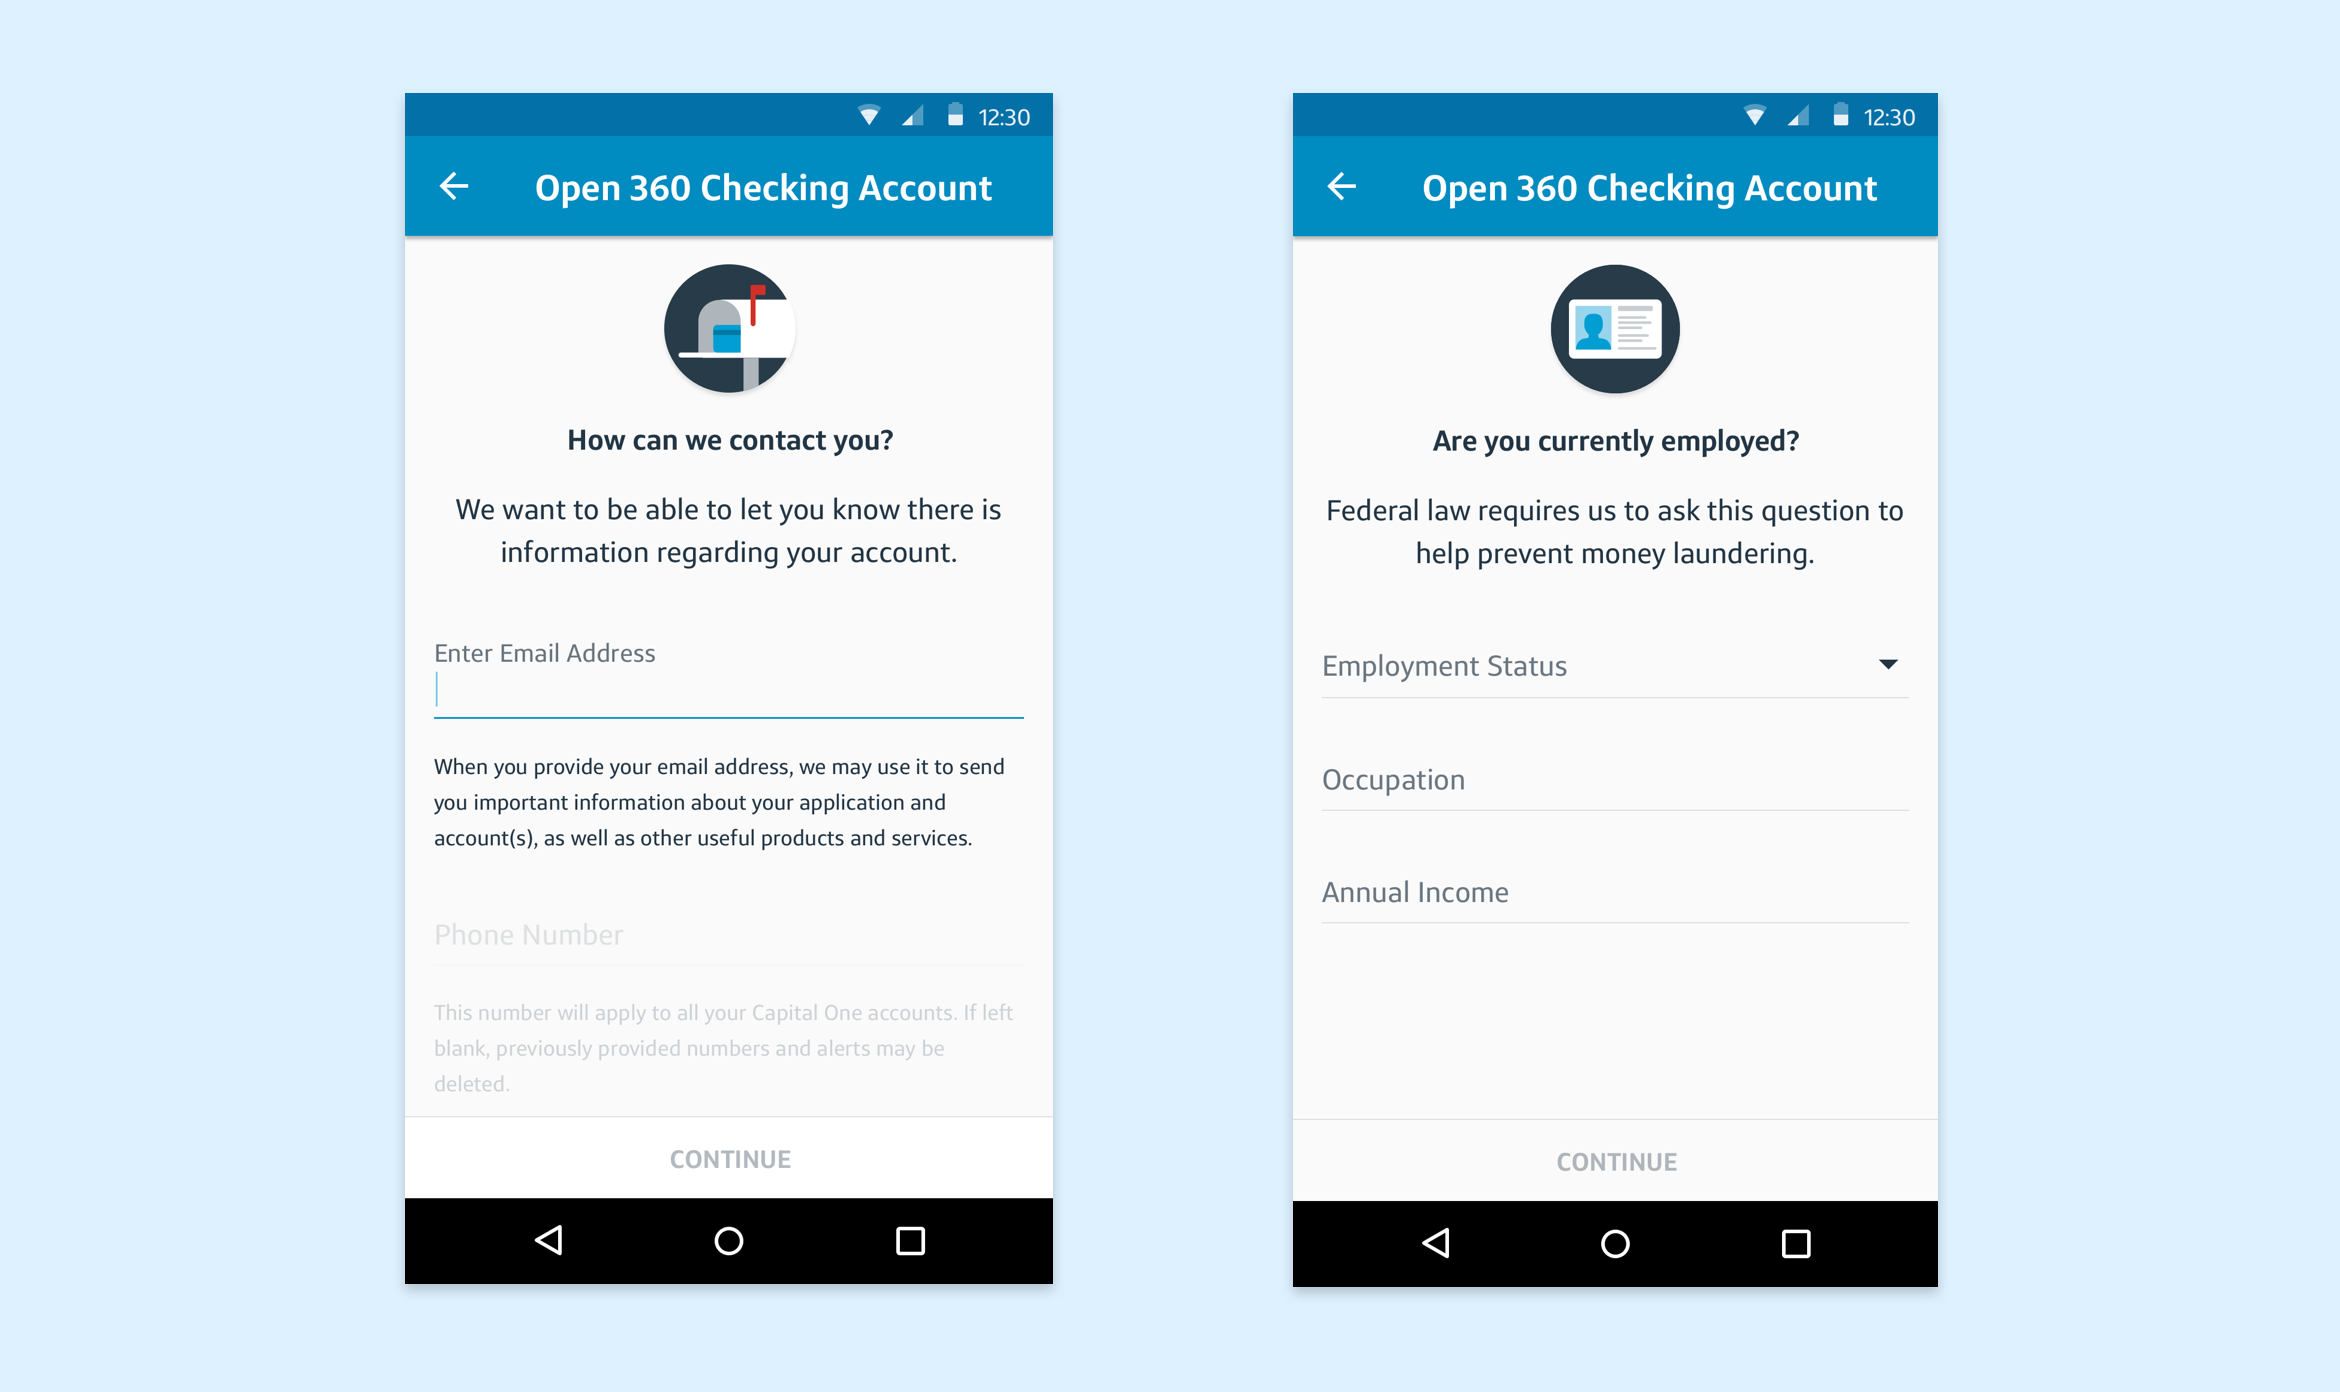 12:30
Open 360 Checking Account
How can we contact you?
We want to be able to let you know there is
information regarding your account.
Enter Email Address
When you provide your email address, we may use it to send
you important information about your application and
account(s), as well as other useful products and services.
Phone Number
This number will apply to all your Capital One accounts. If left
blank, previously provided numbers and alerts may be
deleted.
CONTINUE
12:30
Open 360 Checking Account
Are you currently employed?
Federal law requires us to ask this question to
help prevent money laundering.
Employment Status
Occupation
Annual Income
CONTINUE